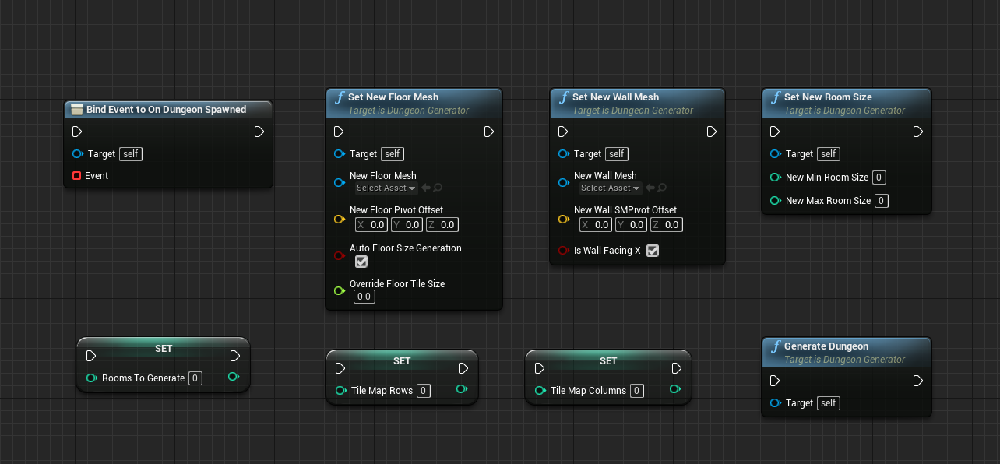 Bind Event to On Dungeon Spawned
Target self
Event
f Set New Floor Mesh
Target is Dungeon Generator
Target self
New Floor Mesh
Select Asset
New Floor Pivot Offset
X 0.0 Y 0.0 Z 0.0
Auto Floor Size Generation
Override Floor Tile Size
0.0
f Set New Wall Mesh
Target is Dungeon Generator
Target self
New Wall Mesh
Select Asset
New Wall SMPivot Offset
X 0.0 Y 0.0 Z 0.0
Is Wall Facing X
f Set New Room Size
Target is Dungeon Generator
Target self
New Min Room Size 0
New Max Room Size 0
SET
Rooms To Generate 0
SET
Tile Map Rows 0
SET
Tile Map Columns 0
f Generate Dungeon
Target is Dungeon Generator
Target self